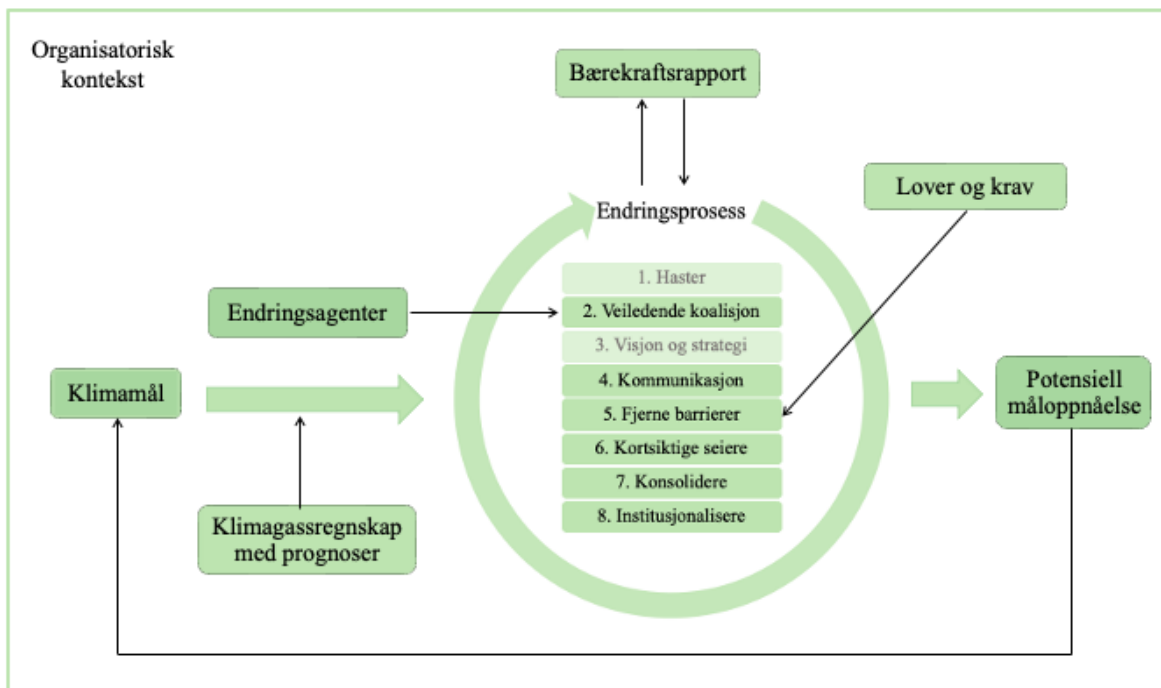 Organisatorisk
kontekst
Bærekraftsrapport
Lover og krav
Endringsprosess
1. Haster
2. Veiledende koalisjon
3. Visjon og strategi
4. Kommunikasjon
5. Fjerne barrierer
6. Kortsiktige seiere
7. Konsolidere
8. Institusjonalisere
Endringsagenter
Klimamål
Klimagassregnskap
med prognoser
Potensiell
måloppnåelse